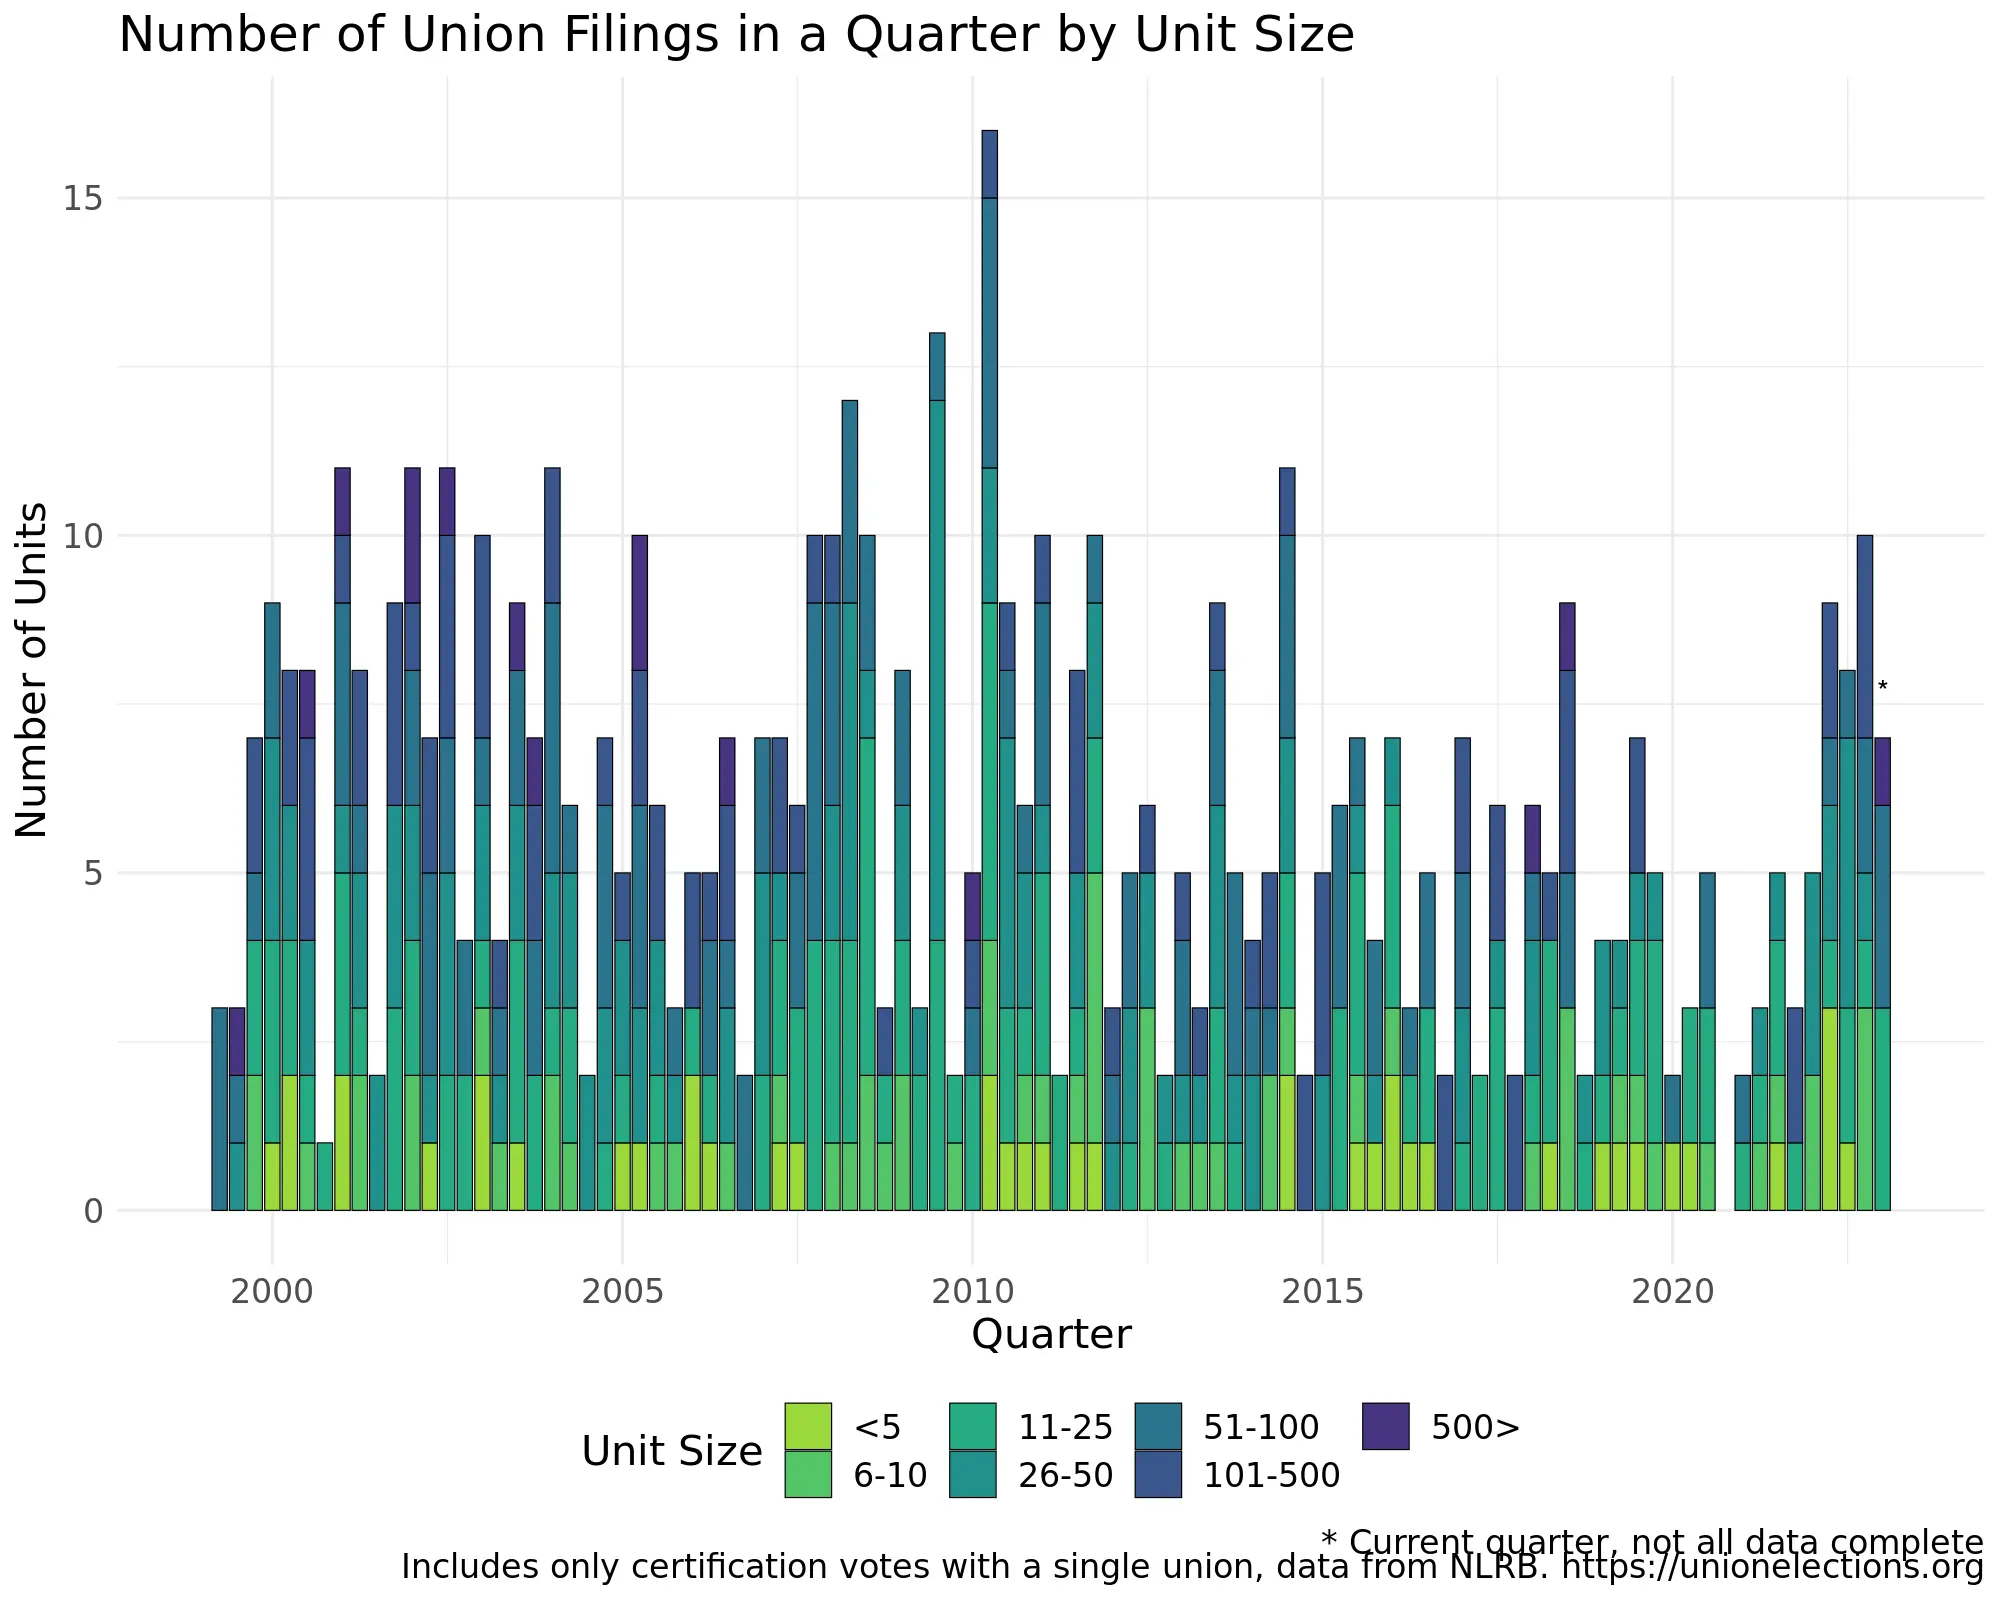 Number of Union Filings in a Quarter by Unit Size
Number of Units
15
10
5
0
*
2000 2005 2010 2015 2020
Quarter
Unit Size
<5 11-25 51-100 500>
6-10 26-50 101-500
* Current quarter, not all data complete
Includes only certification votes with a single union, data from NLRB. https://unionelections.org